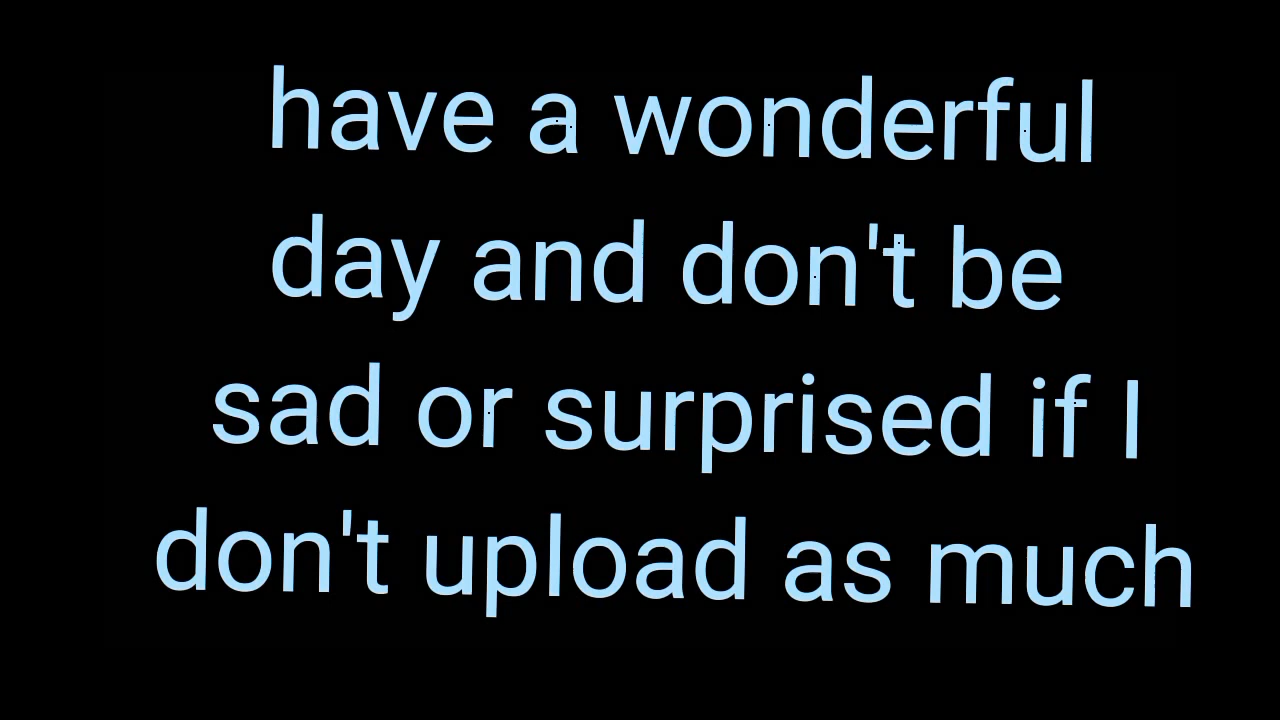 have a wonderful
day and don't be
sad or surprised if I
don't upload as much